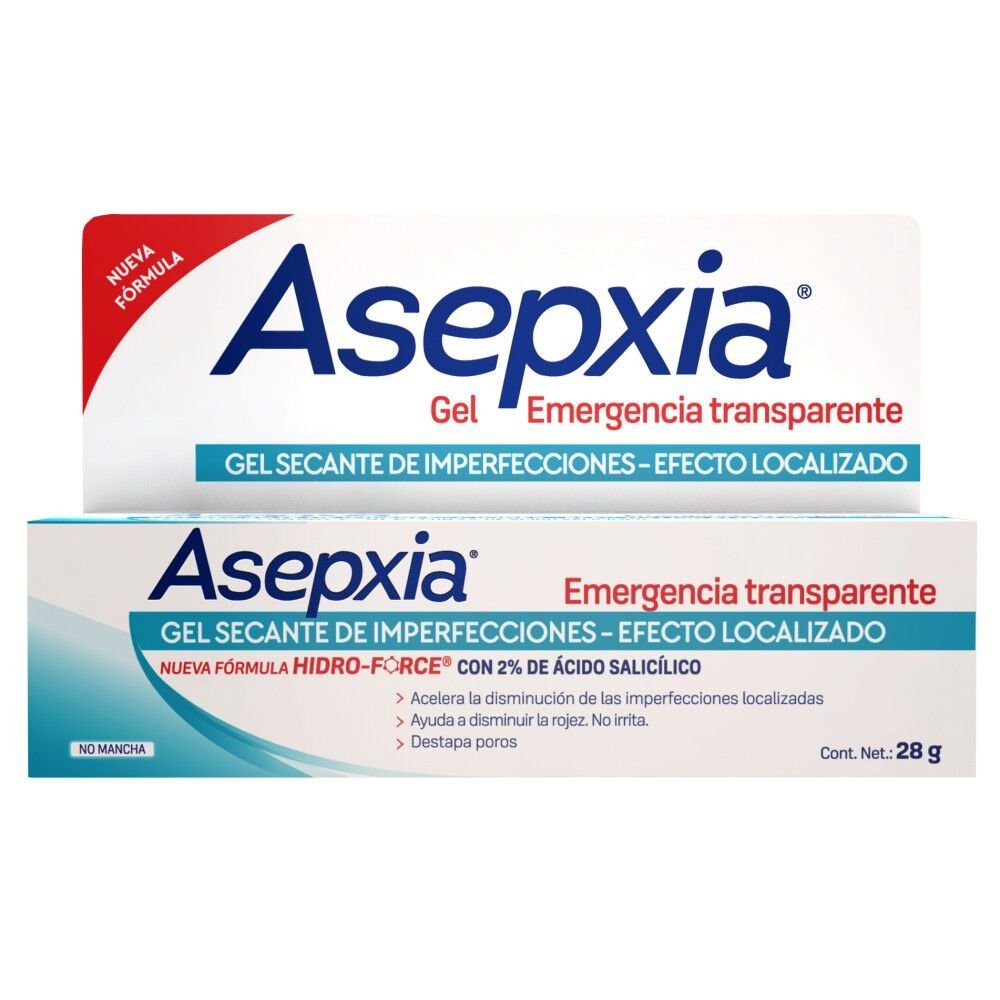 NUEVA
FÓRMULA
Asepxia®
Gel Emergencia transparente
GEL SECANTE DE IMPERFECCIONES – EFECTO LOCALIZADO
Asepxia®
Emergencia transparente
GEL SECANTE DE IMPERFECCIONES – EFECTO LOCALIZADO
NUEVA FÓRMULA HIDRO-FORCE® CON 2% DE ÁCIDO SALICÍLICO
> Acelera la disminución de las imperfecciones localizadas
> Ayuda a disminuir la rojez. No irrita.
> Destapa poros
NO MANCHA
Cont. Net.: 28 g